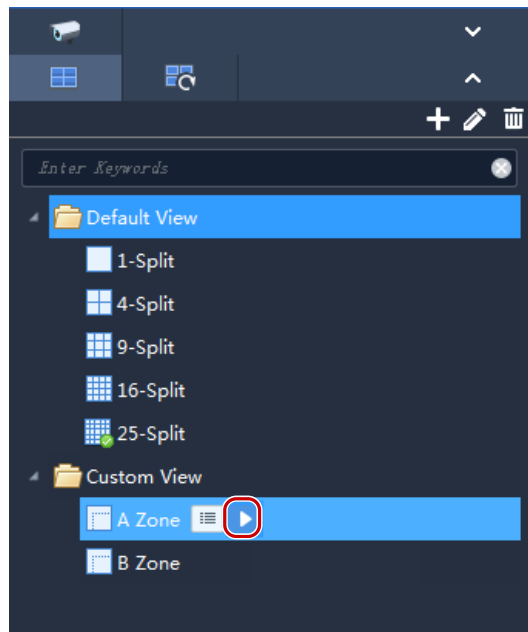 Enter Keywords
Default View
1-Split
4-Split
9-Split
16-Split
25-Split
Custom View
A Zone
B Zone